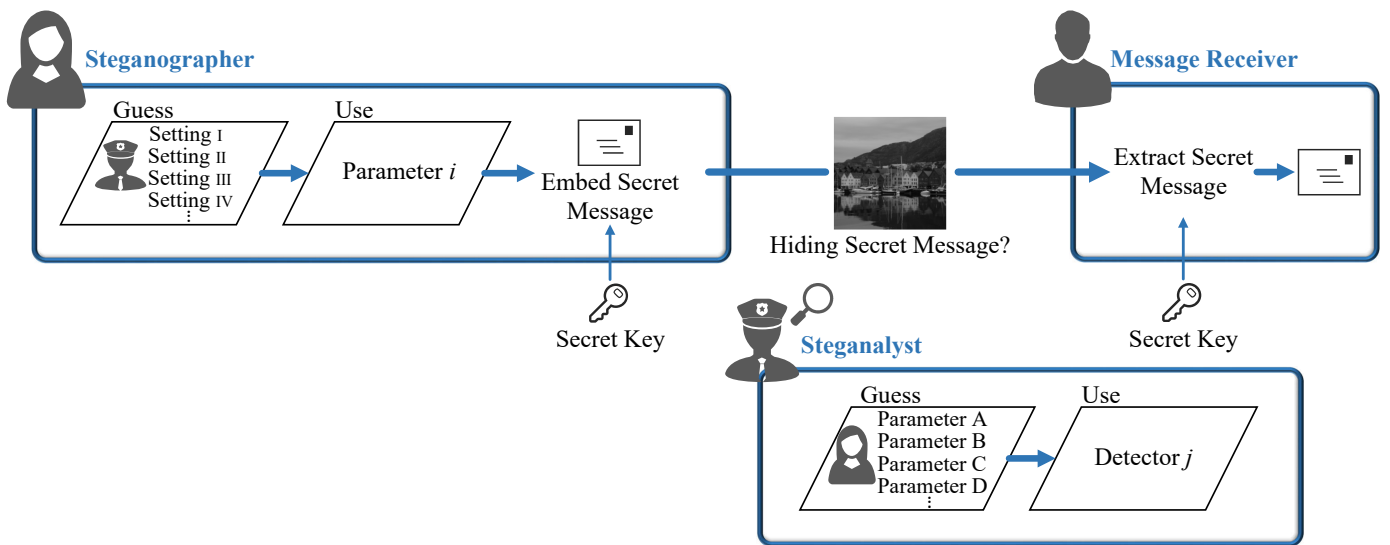 Steganographer
Guess
Setting I
Setting II
Setting III
Setting IV
Use
Parameter i
Embed Secret
Message
Secret Key
Hiding Secret Message?
Message Receiver
Extract Secret
Message
Secret Key
Steganalyst
Guess
Parameter A
Parameter B
Parameter C
Parameter D
Use
Detector j